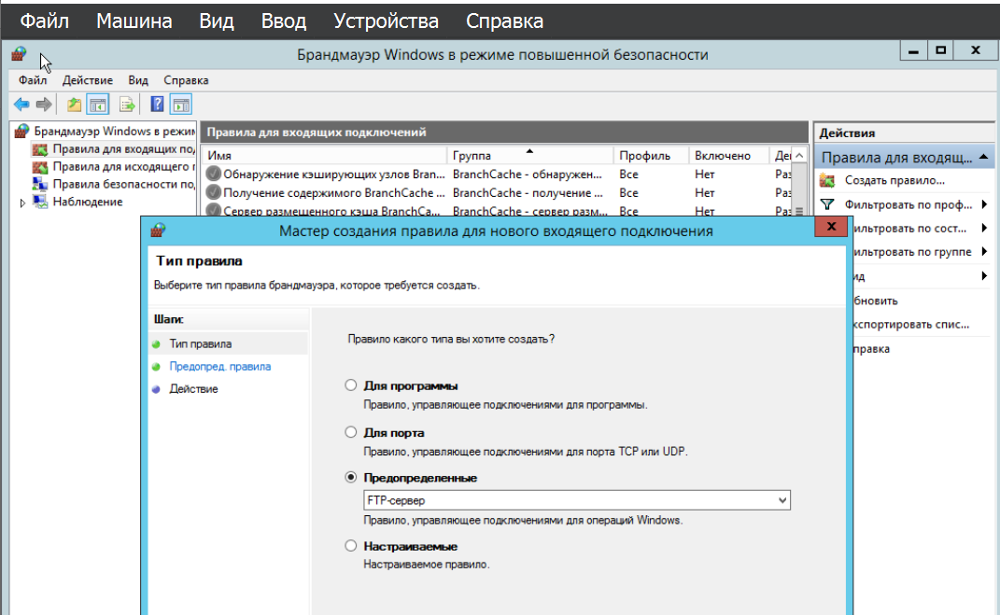 Файл Машина Вид Ввод Устройства Справка
Брандмауэр Windows в режиме повышенной безопасности
Файл Действие Вид Справка
Брандмауэр Windows в режим
Правила для входящих по
Правила для исходящего г
Правила безопасности по
Наблюдение
Правила для входящих подключений
Имя Группа Профиль Включено Дей
Обнаружение кэширующих узлов Bran... BranchCache - обнаружен... Все Нет Раз
Получение содержимого BranchCache ... BranchCache - получение ... Все Нет Раз
Сервер размещенного кэша BranchCa... BranchCache - сервер разм... Все Нет Раз
Действия
Правила для входящ...
Создать правило...
Фильтровать по проф...
ильтровать по сост...
ильтровать по группе
ид
бновить
кспортировать спис...
правка
Мастер создания правила для нового входящего подключения
Тип правила
Выберите тип правила брандмауэра, которое требуется создать.
Шаги:
Тип правила
Предопред. правила
Действие
Правило какого типа вы хотите создать?
Для программы
Правило, управляющее подключениями для программы.
Для порта
Правило, управляющее подключениями для порта TCP или UDP.
Предопределенные
FTP-сервер
Правило, управляющее подключениями для операций Windows.
Настраиваемые
Настраиваемое правило.